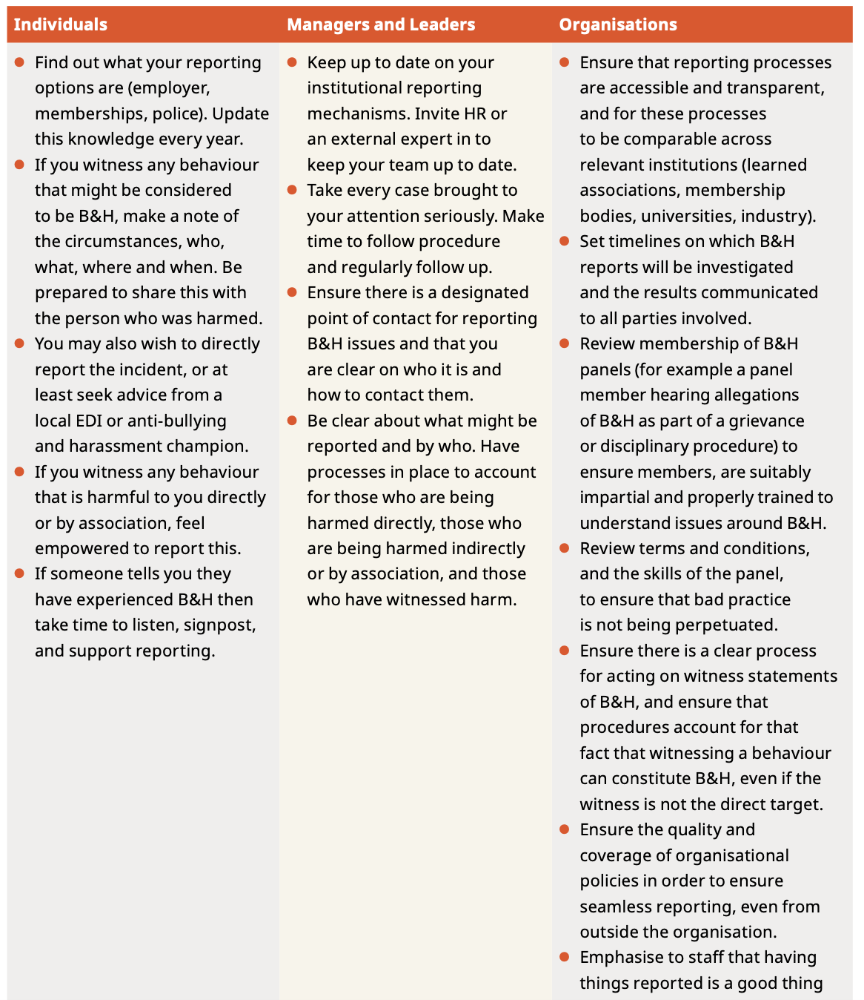 Individuals
Find out what your reporting
options are (employer,
memberships, police). Update
this knowledge every year.
If you witness any behaviour
that might be considered
to be B&H, make a note of
the circumstances, who,
what, where and when. Be
prepared to share this with
the person who was harmed.
You may also wish to directly
report the incident, or at
least seek advice from a
local EDI or anti-bullying
and harassment champion.
If you witness any behaviour
that is harmful to you directly
or by association, feel
empowered to report this.
If someone tells you they
have experienced B&H then
take time to listen, signpost,
and support reporting.
Managers and Leaders
Keep up to date on your
institutional reporting
mechanisms. Invite HR or
an external expert in to
keep your team up to date.
Take every case brought to
your attention seriously. Make
time to follow procedure
and regularly follow up.
Ensure there is a designated
point of contact for reporting
B&H issues and that you
are clear on who it is and
how to contact them.
Be clear about what might be
reported and by who. Have
processes in place to account
for those who are being
harmed directly, those who
are being harmed indirectly
or by association, and those
who have witnessed harm.
Organisations
Ensure that reporting processes
are accessible and transparent,
and for these processes
to be comparable across
relevant institutions (learned
associations, membership
bodies, universities, industry).
Set timelines on which B&H
reports will be investigated
and the results communicated
to all parties involved.
Review membership of B&H
panels (for example a panel
member hearing allegations
of B&H as part of a grievance
or disciplinary procedure) to
ensure members, are suitably
impartial and properly trained to
understand issues around B&H.
Review terms and conditions,
and the skills of the panel,
to ensure that bad practice
is not being perpetuated.
Ensure there is a clear process
for acting on witness statements
of B&H, and ensure that
procedures account for that
fact that witnessing a behaviour
can constitute B&H, even if the
witness is not the direct target.
Ensure the quality and
coverage of organisational
policies in order to ensure
seamless reporting, even from
outside the organisation.
Emphasise to staff that having
things reported is a good thing